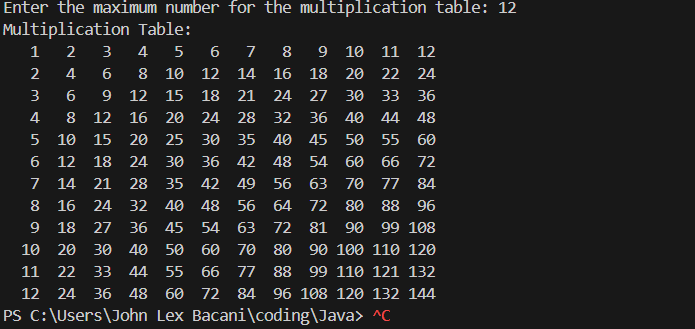 Enter the maximum number for the multiplication table: 12
Multiplication Table:
   1   2   3   4   5   6   7   8   9  10  11  12
   2   4   6   8  10  12  14  16  18  20  22  24
   3   6   9  12  15  18  21  24  27  30  33  36
   4   8  12  16  20  24  28  32  36  40  44  48
   5  10  15  20  25  30  35  40  45  50  55  60
   6  12  18  24  30  36  42  48  54  60  66  72
   7  14  21  28  35  42  49  56  63  70  77  84
   8  16  24  32  40  48  56  64  72  80  88  96
   9  18  27  36  45  54  63  72  81  90  99 108
  10  20  30  40  50  60  70  80  90 100 110 120
  11  22  33  44  55  66  77  88  99 110 121 132
  12  24  36  48  60  72  84  96 108 120 132 144
PS C:\Users\John Lex Bacani\coding\Java> ^C